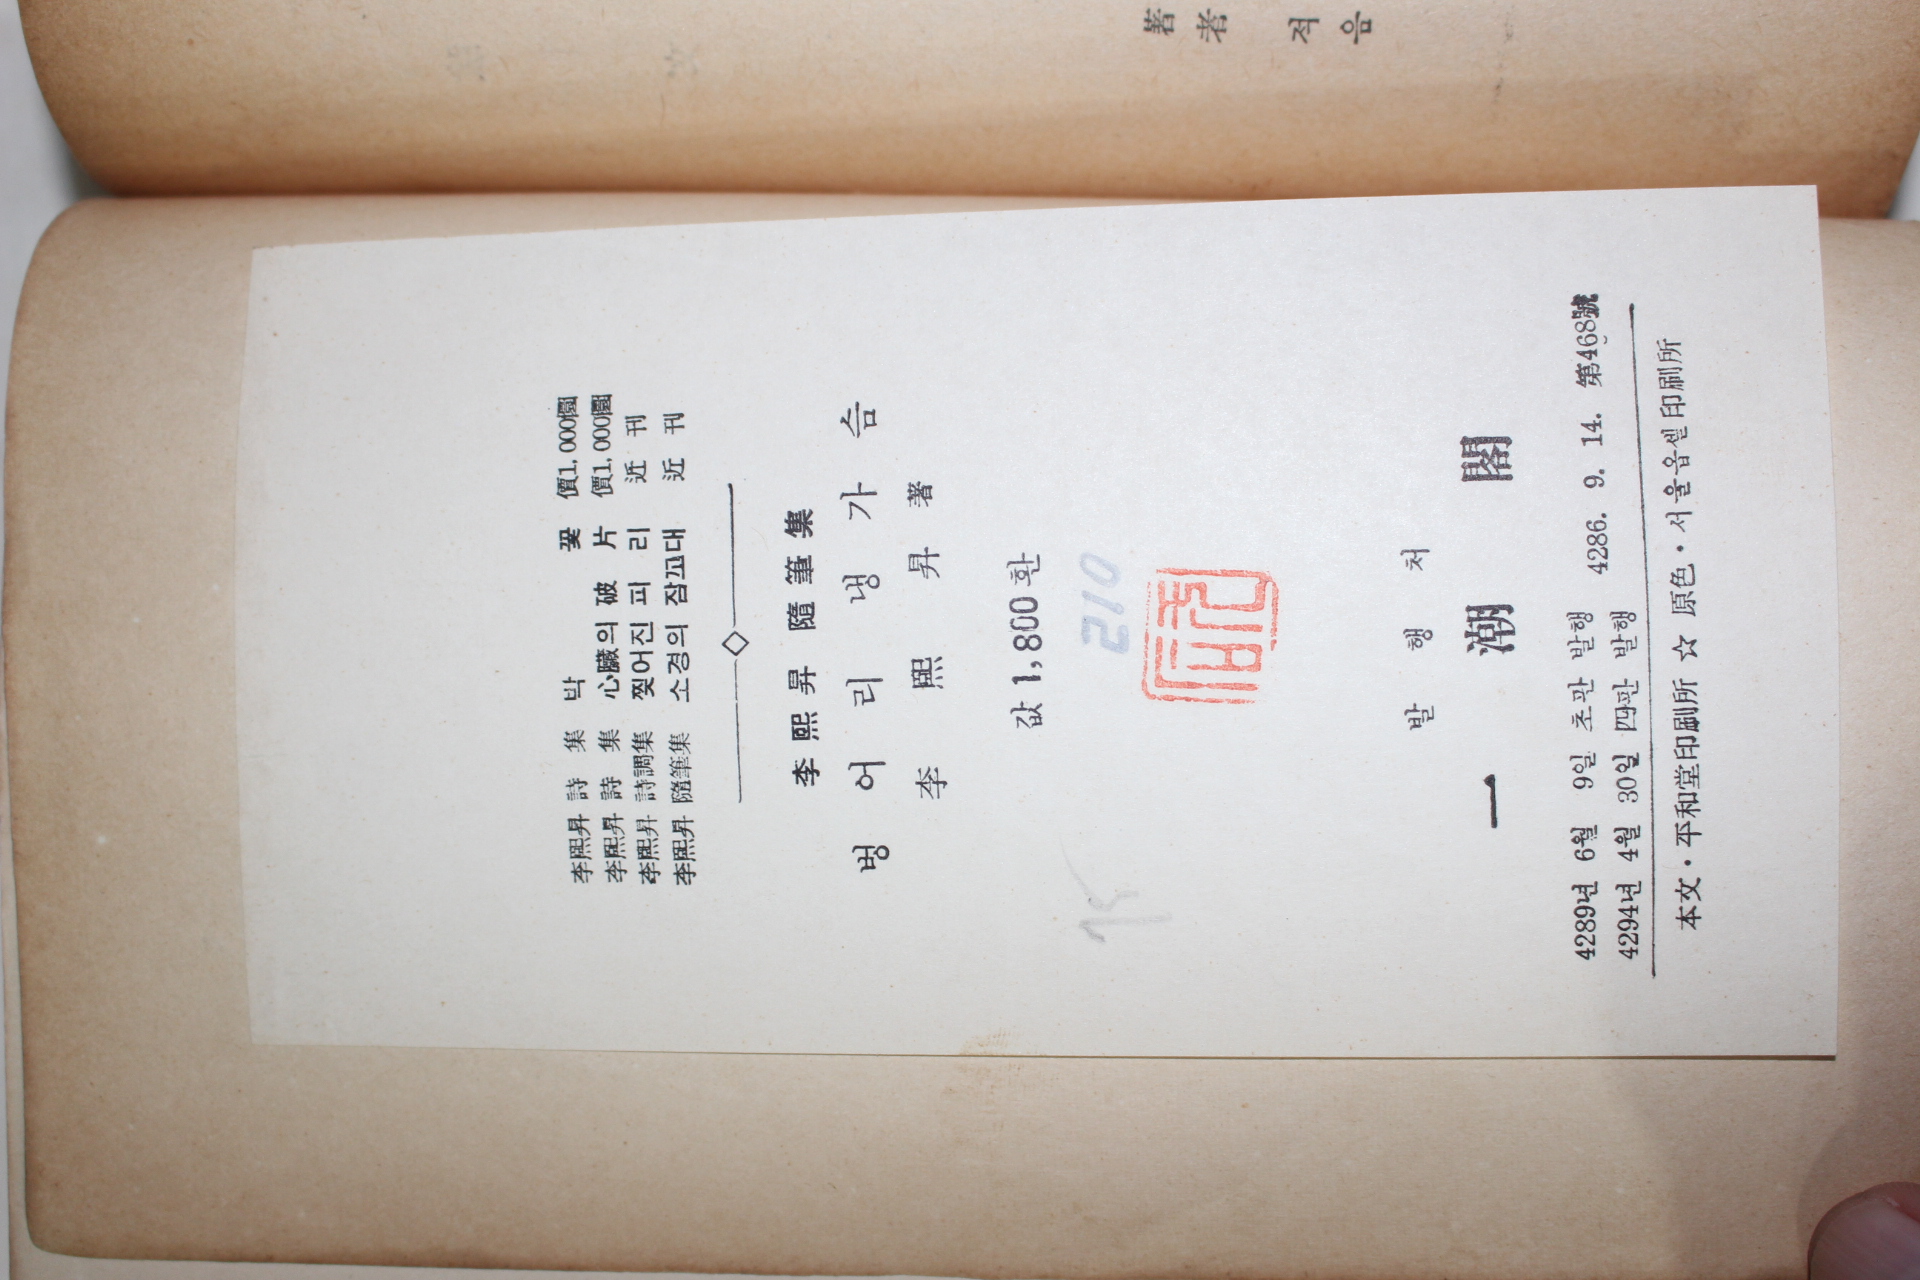 著者 적음
李熙昇 詩集 박꽃 價1,000圜
李熙昇 詩集 心臟의 破片 價1,000圜
李熙昇 詩調集 찢어진 피리 近刊
李熙昇 隨筆集 소경의 잠꼬대 近刊
李熙昇 隨筆集
벙어리 냉가슴
李熙昇 著
값 1,800 환
210
발행처
一潮閣
4289년 6월 9일 초판 발행 4286. 9. 14. 第468號
4294년 4월 30일 四판 발행
本文・平和堂印刷所 ☆ 原色・서울옵셑印刷所